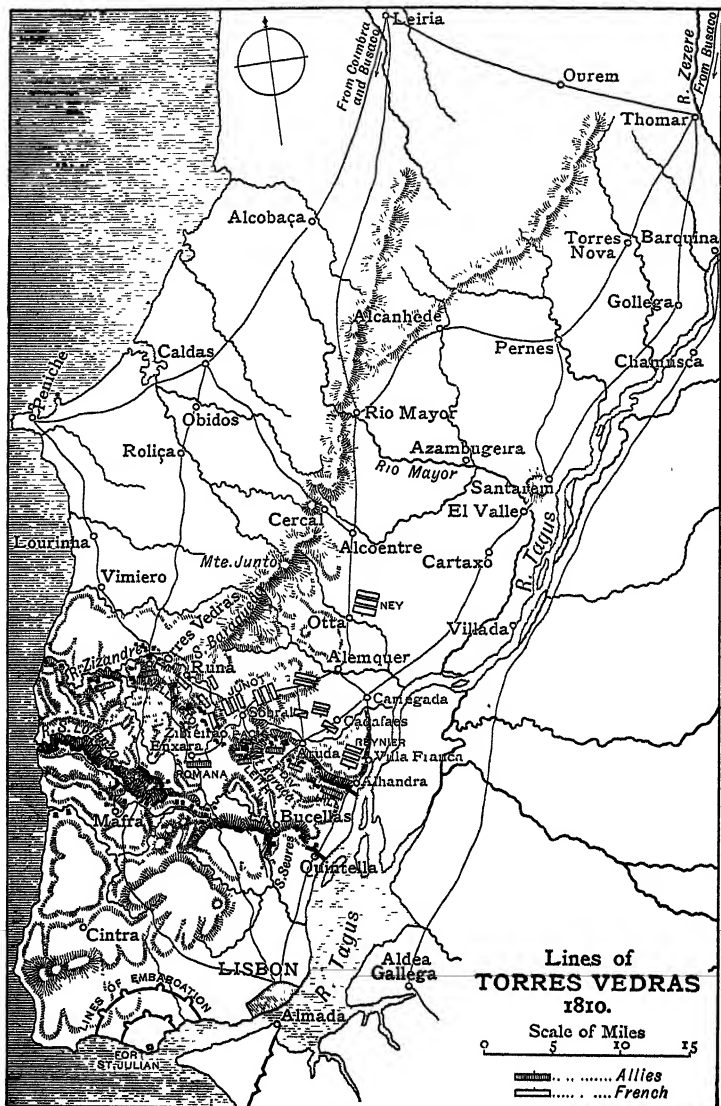 Leiria
From Coimbra
and Busaco
Ourem
R. Zezere
From Busaco
Thomar
Alcobaça
Torres
Nova
Barquina
Alcanhede
Gollega
Pernes
Chamusca
Caldas
Peniche
Obidos
Rio Mayor
Roliça
Azambugeira
Rio Mayor
Santarem
El Valle
Cercal
Alcoentre
Lourinha
Mte. Junto
Cartaxo
R. Tagus
Vimiero
NEY
Otta
Villada
Torres Vedras
S. Baragueda
R. Zizandre
Runa
Alemquer
JUNOT
Sobral
Carregada
Cadafaes
Zibreira
Enxara
REYNIER
Aruda
Villa Franca
ROMANA
Alhandra
Mafra
Bucellas
S. Serves
Quintella
Cintra
R. Tagus
LISBON
Aldea
Gallega
LINES OF EMBARCATION
Almada
FORT
ST. JULIAN
Lines of
TORRES VEDRAS
1810.
Scale of Miles
0 5 10 15
Allies
French